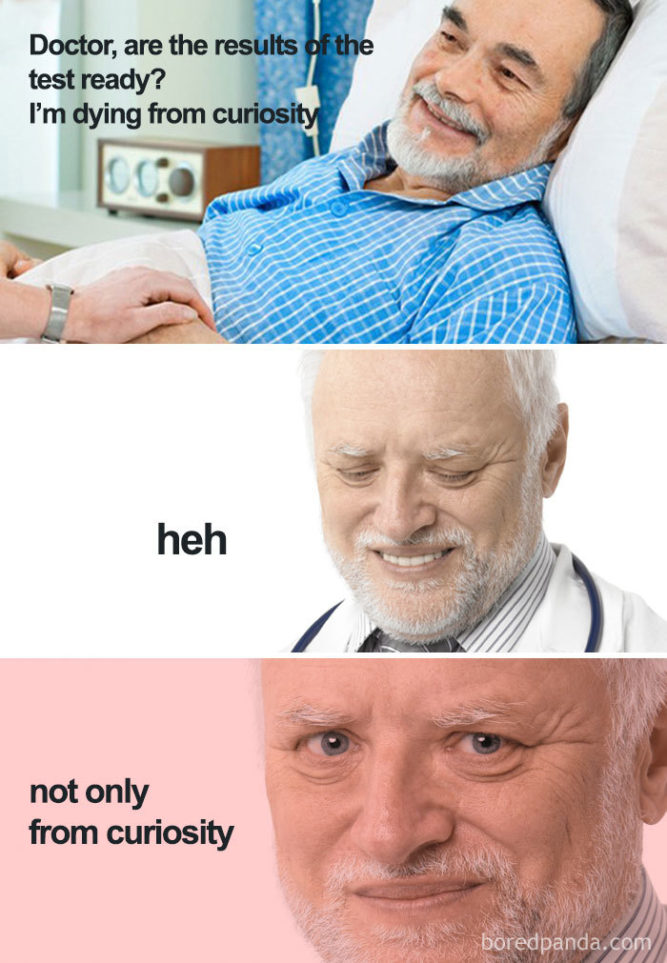 Doctor, are the results of the
test ready?
I'm dying from curiosity
heh
not only
from curiosity
boredpanda.com